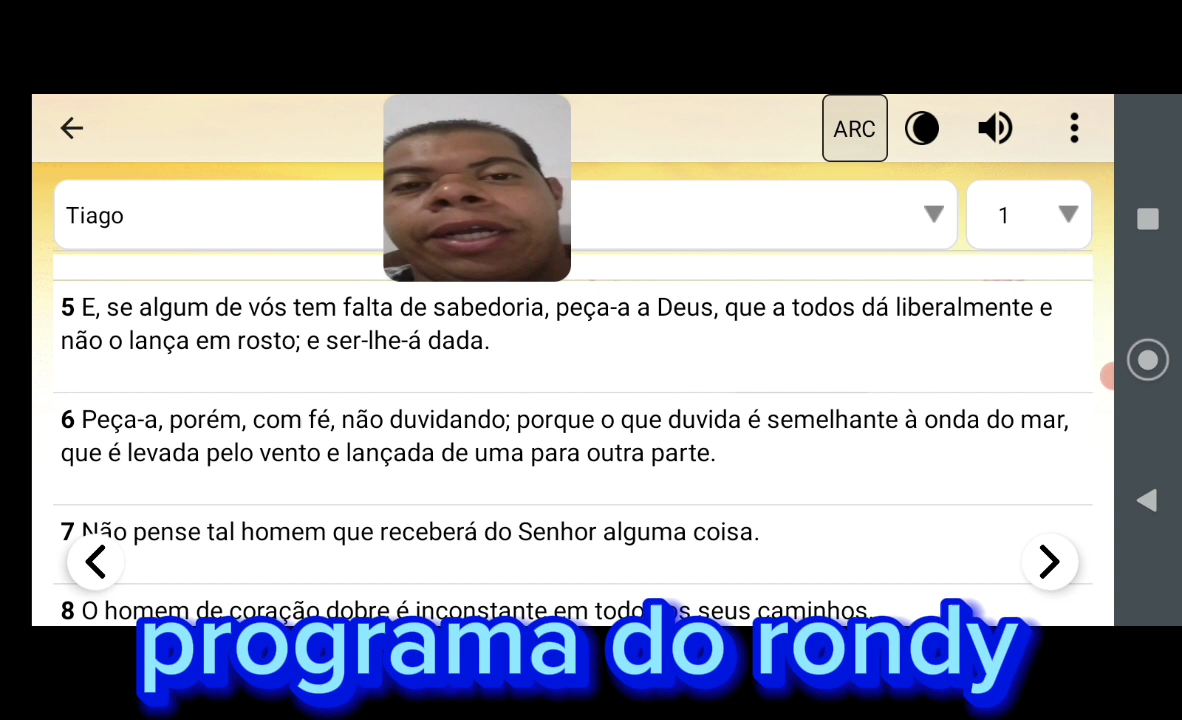 ARC
Tiago
1
5 E, se algum de vós tem falta de sabedoria, peça-a a Deus, que a todos dá liberalmente e
não o lança em rosto; e ser-lhe-á dada.
6 Peça-a, porém, com fé, não duvidando; porque o que duvida é semelhante à onda do mar,
que é levada pelo vento e lançada de uma para outra parte.
7 Não pense tal homem que receberá do Senhor alguma coisa.
8 O homem de coração dobre é inconstante em todos os seus caminhos.
programa do rondy